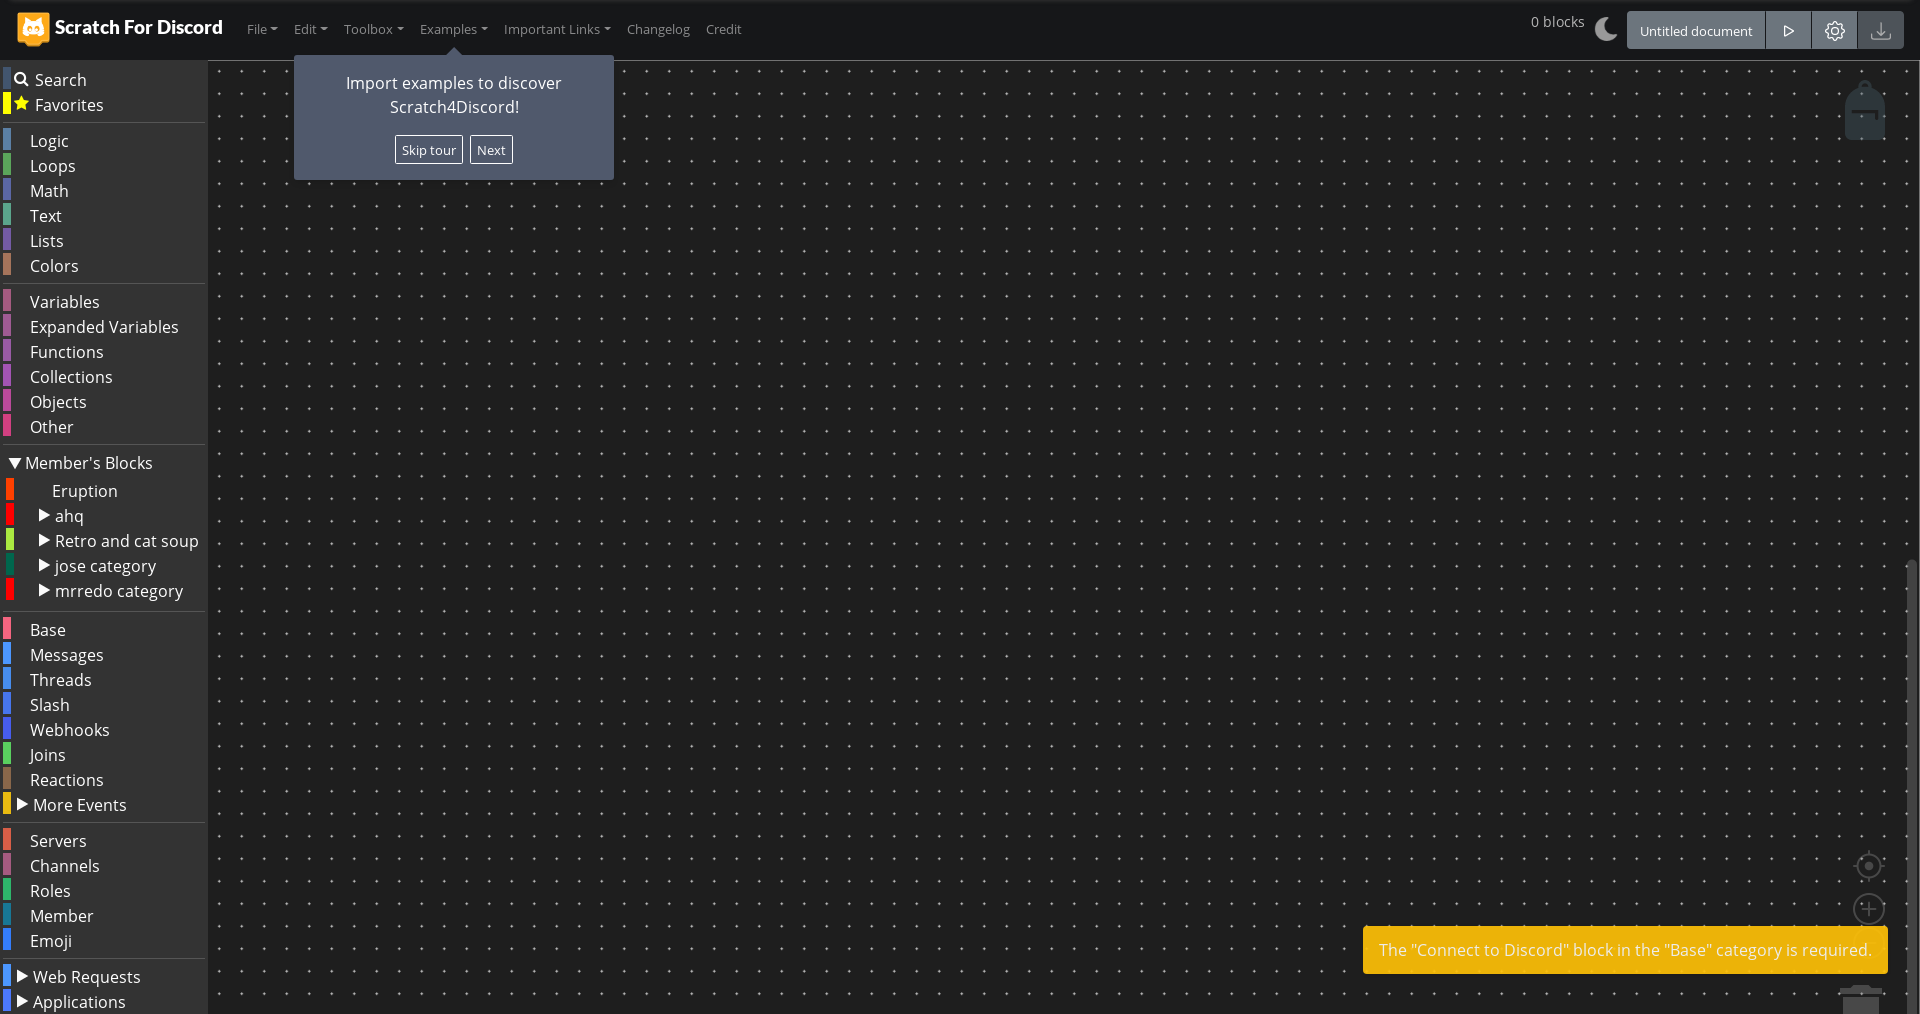 Scratch For Discord
File
Edit
Toolbox
Examples
Important Links
Changelog
Credit
0 blocks
Untitled document
Import examples to discover
Scratch4Discord!
Skip tour
Next
Search
Favorites
Logic
Loops
Math
Text
Lists
Colors
Variables
Expanded Variables
Functions
Collections
Objects
Other
Member's Blocks
Eruption
ahq
Retro and cat soup
jose category
mrredo category
Base
Messages
Threads
Slash
Webhooks
Joins
Reactions
More Events
Servers
Channels
Roles
Member
Emoji
Web Requests
Applications
The "Connect to Discord" block in the "Base" category is required.